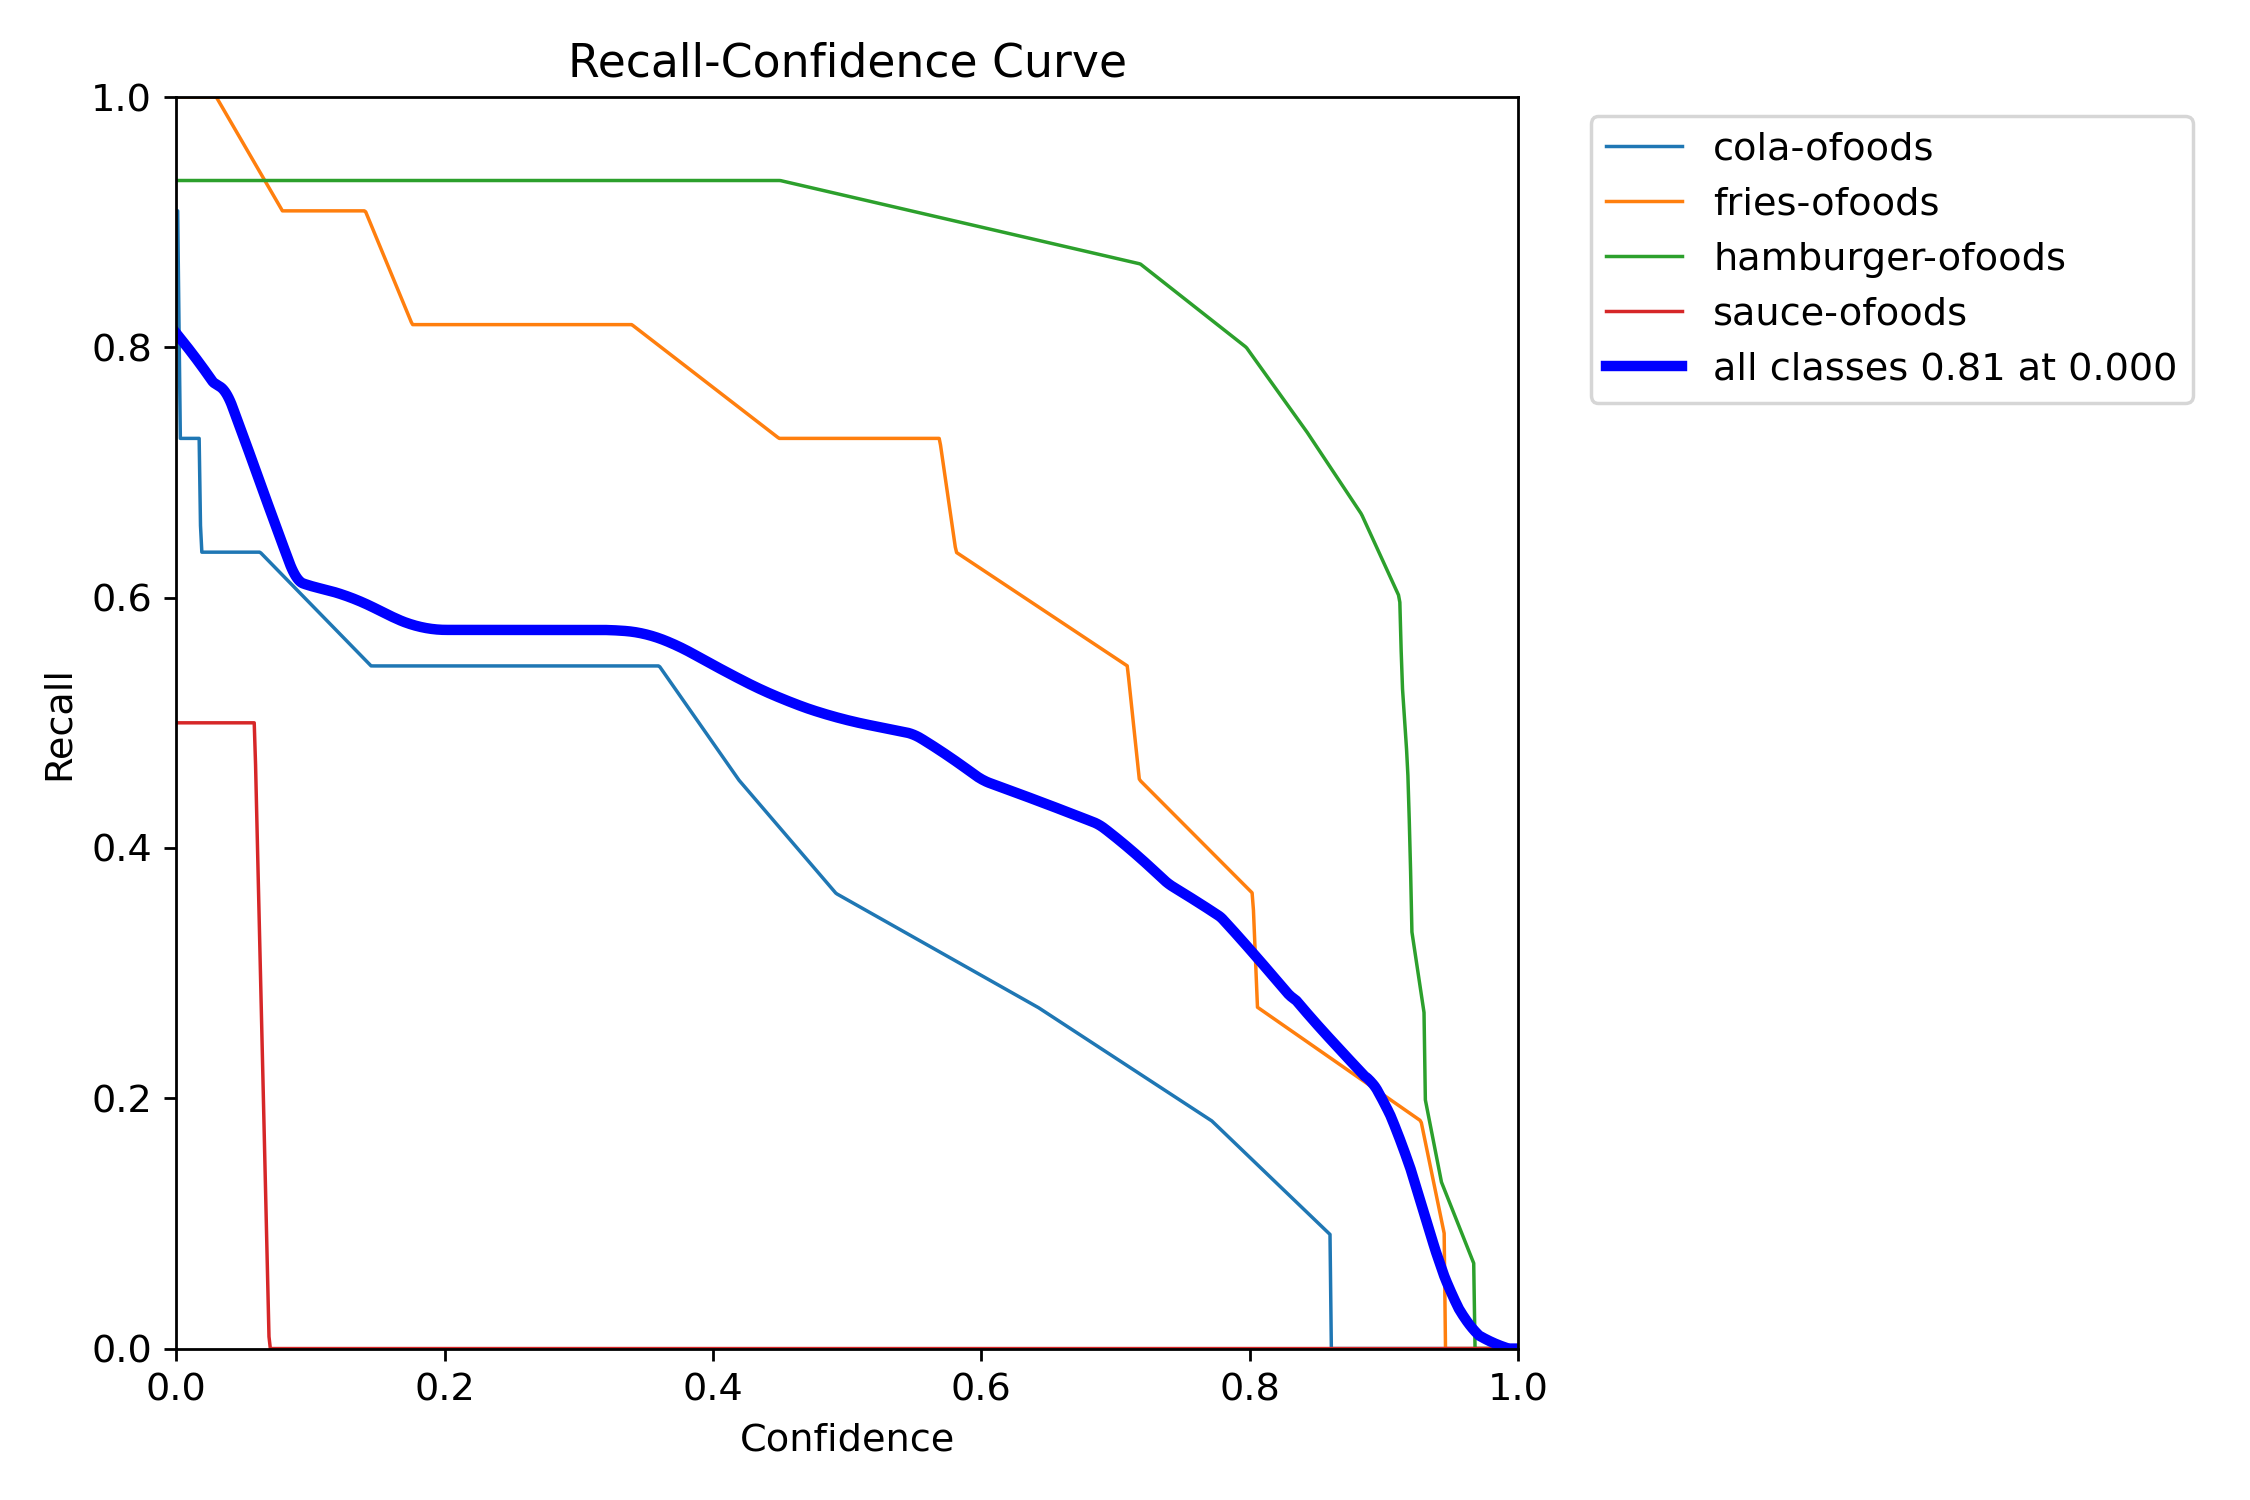 Recall-Confidence Curve
1.0
0.8
0.6
0.4
0.2
0.0
Recall
0.0 0.2 0.4 0.6 0.8 1.0
Confidence
cola-ofoods
fries-ofoods
hamburger-ofoods
sauce-ofoods
all classes 0.81 at 0.000